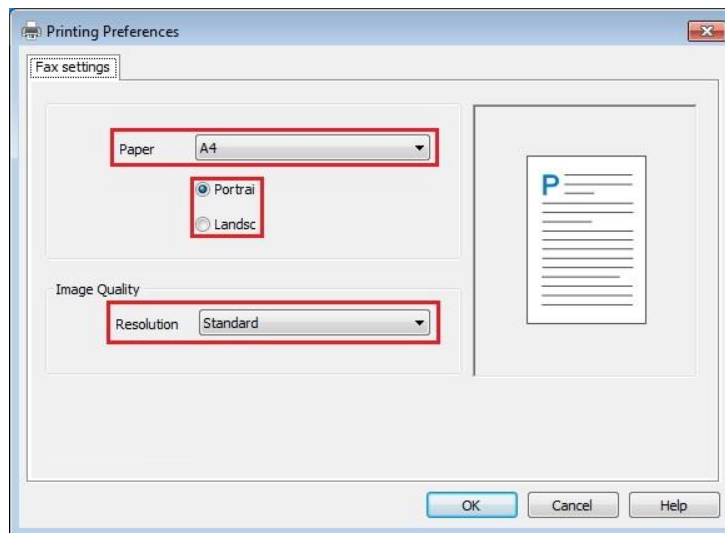 Printing Preferences
Fax settings
Paper A4
Portrai
Landsc
P
Image Quality
Resolution Standard
OK Cancel Help